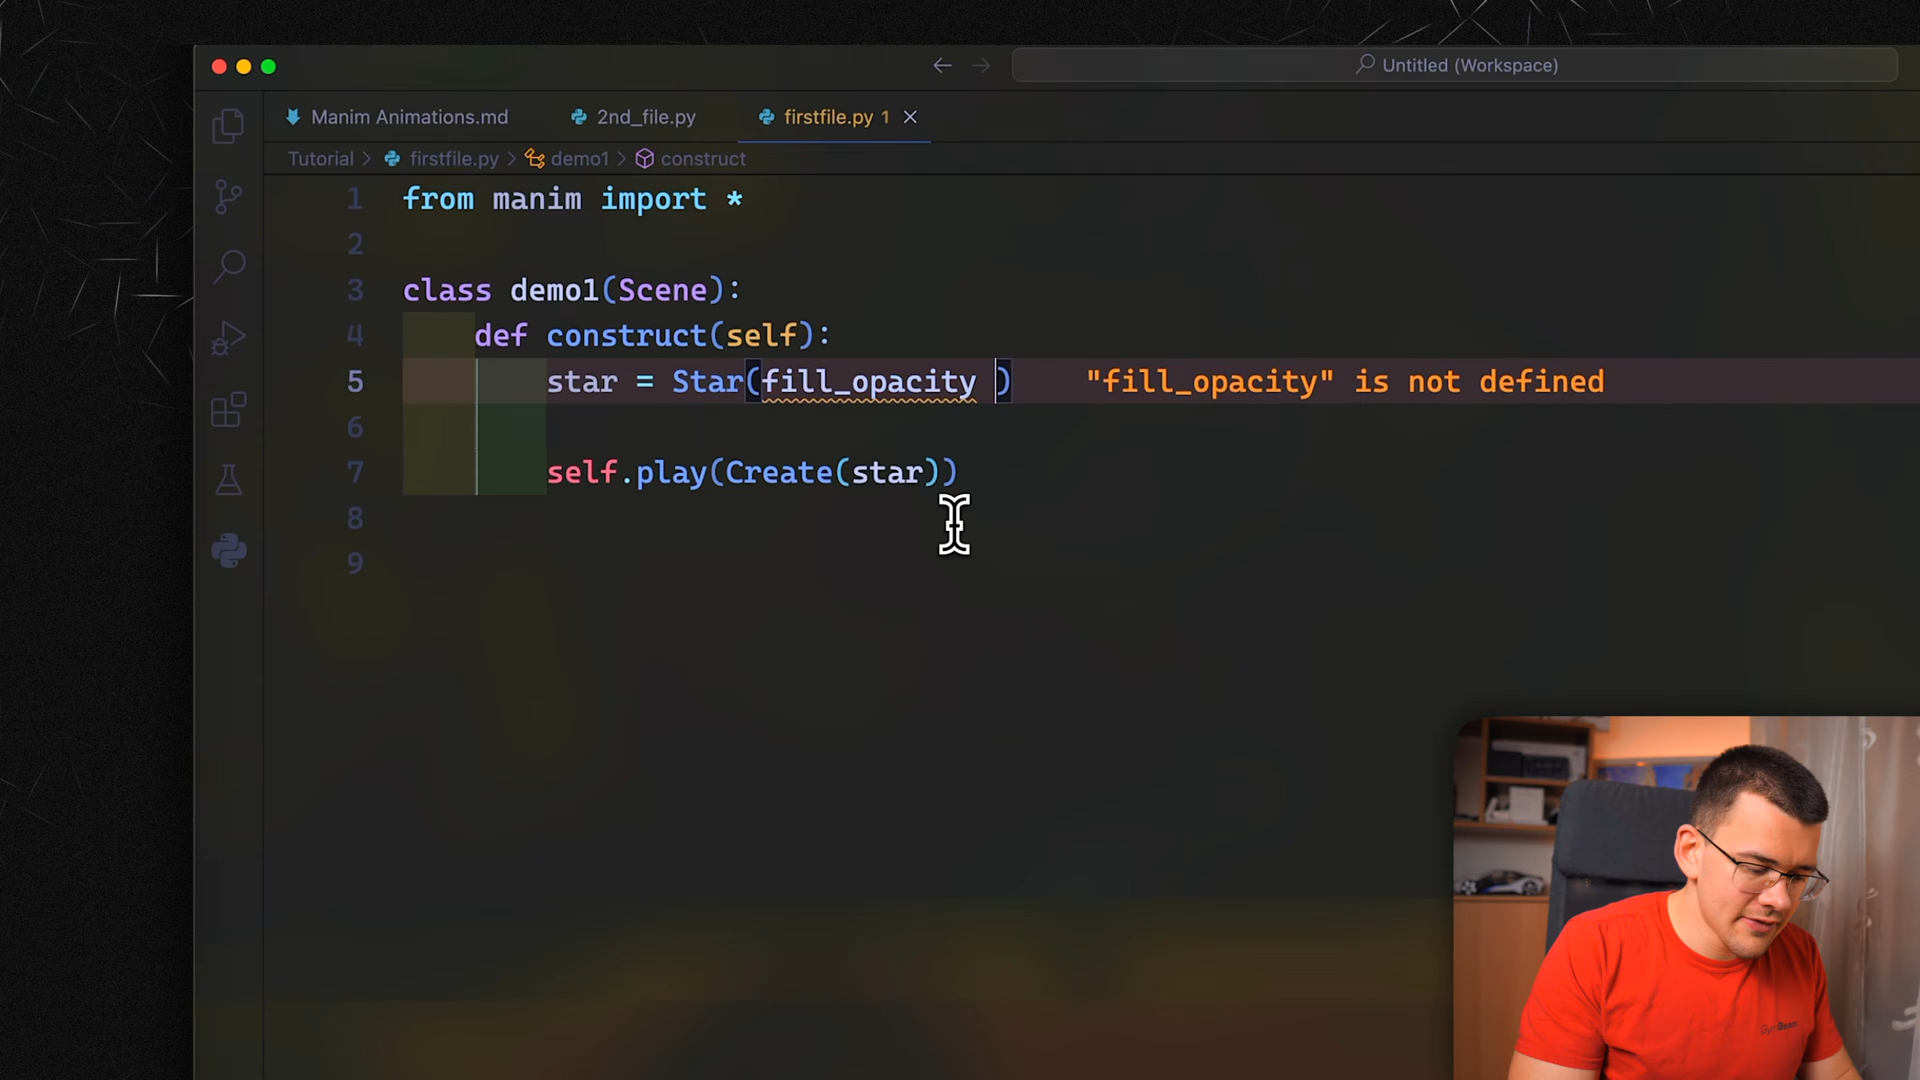 Untitled (Workspace)
Manim Animations.md
2nd_file.py
firstfile.py 1
Tutorial > firstfile.py > demo1 > construct
1 from manim import *
2
3 class demo1(Scene):
4 def construct(self):
5 star = Star(fill_opacity ) "fill_opacity" is not defined
6
7 self.play(Create(star))
8
9
GymBeam